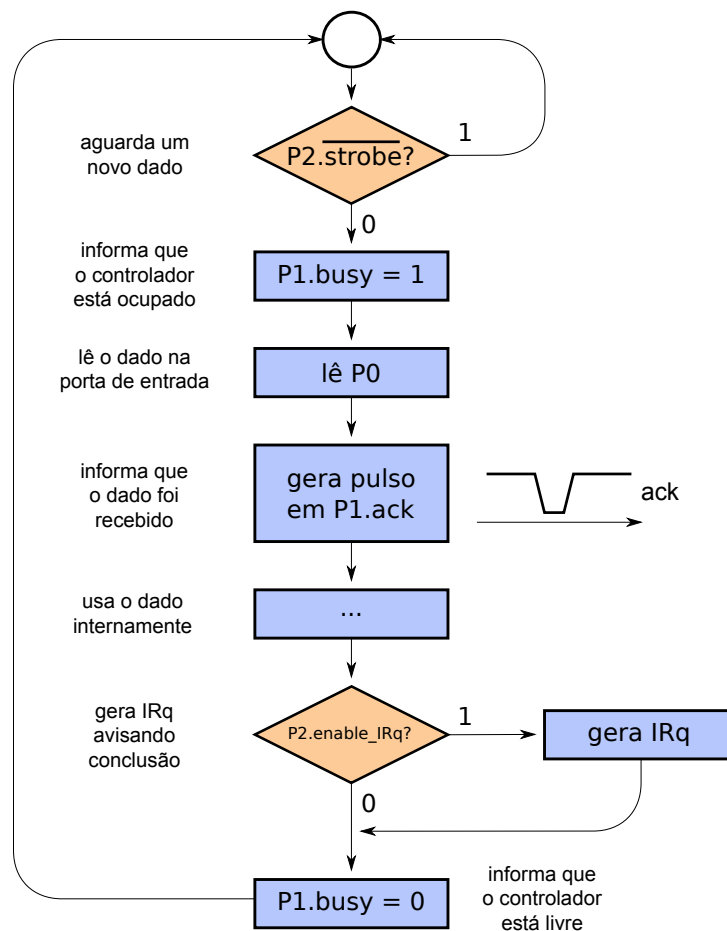 aguarda um
novo dado
P2.strobe?
1
0
informa que
o controlador
está ocupado
P1.busy = 1
lê o dado na
porta de entrada
lê P0
informa que
o dado foi
recebido
gera pulso
em P1.ack
ack
usa o dado
internamente
...
gera IRq
avisando
conclusão
P2.enable_IRq?
1
gera IRq
0
P1.busy = 0
informa que
o controlador
está livre